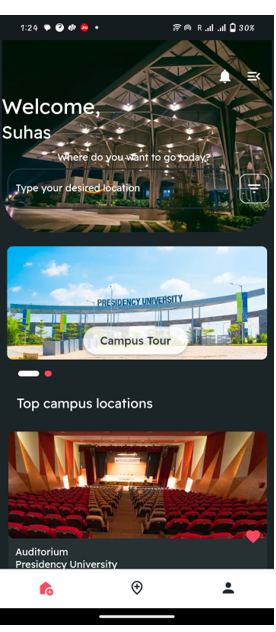 1:24
R
30%
Welcome,
Suhas
Where do you want to go today?
Type your desired location
PRESIDENCY UNIVERSITY
Campus Tour
Top campus locations
Auditorium
Presidency University